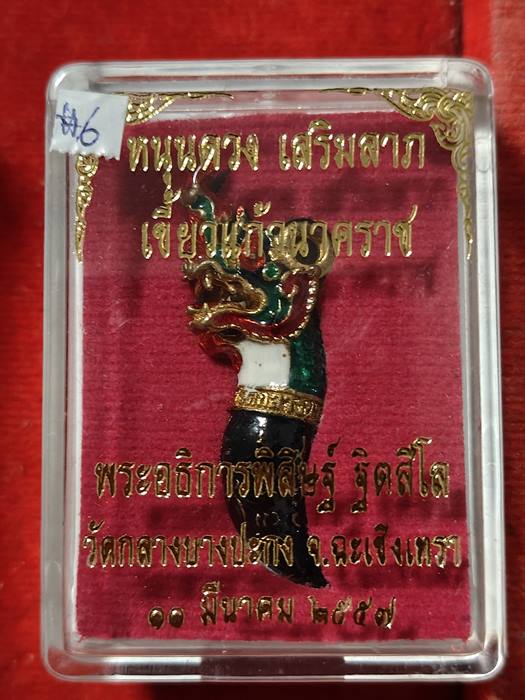 #6
หนุนดวง เสริมลาภ
เขี้ยวแก้วนาคราช
พระอธิการพิสิษฐ์ ฐิตสีโล
วัดกลางบางปะกง จ.ฉะเชิงเทรา
๑๑ มีนาคม ๒๕๕๗